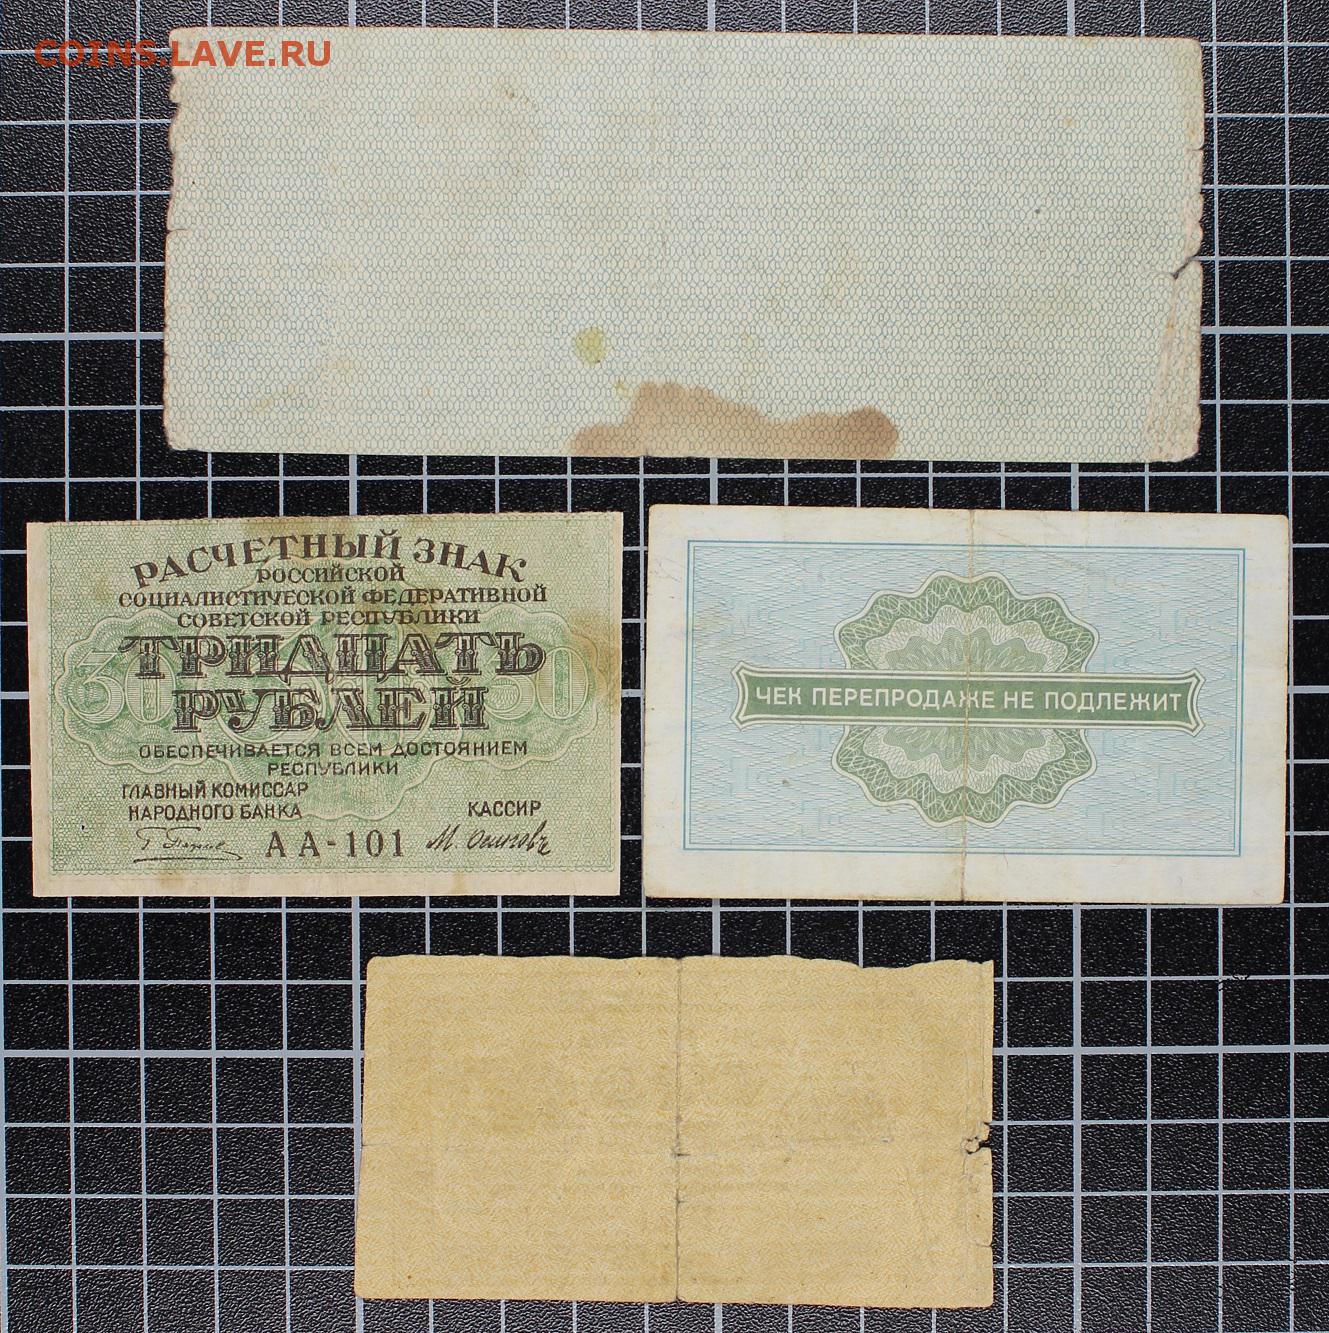 COINS.LAVE.RU
РАСЧЕТНЫЙ ЗНАК
РОССИЙСКОЙ
СОЦИАЛИСТИЧЕСКОЙ ФЕДЕРАТИВНОЙ
СОВЕТСКОЙ РЕСПУБЛИКИ
ТРИДЦАТЬ
30 30
РУБЛЕЙ
ОБЕСПЕЧИВАЕТСЯ ВСЕМ ДОСТОЯНИЕМ
РЕСПУБЛИКИ
ГЛАВНЫЙ КОМИССАР
НАРОДНОГО БАНКА
КАССИР
АА-101
ЧЕК ПЕРЕПРОДАЖЕ НЕ ПОДЛЕЖИТ